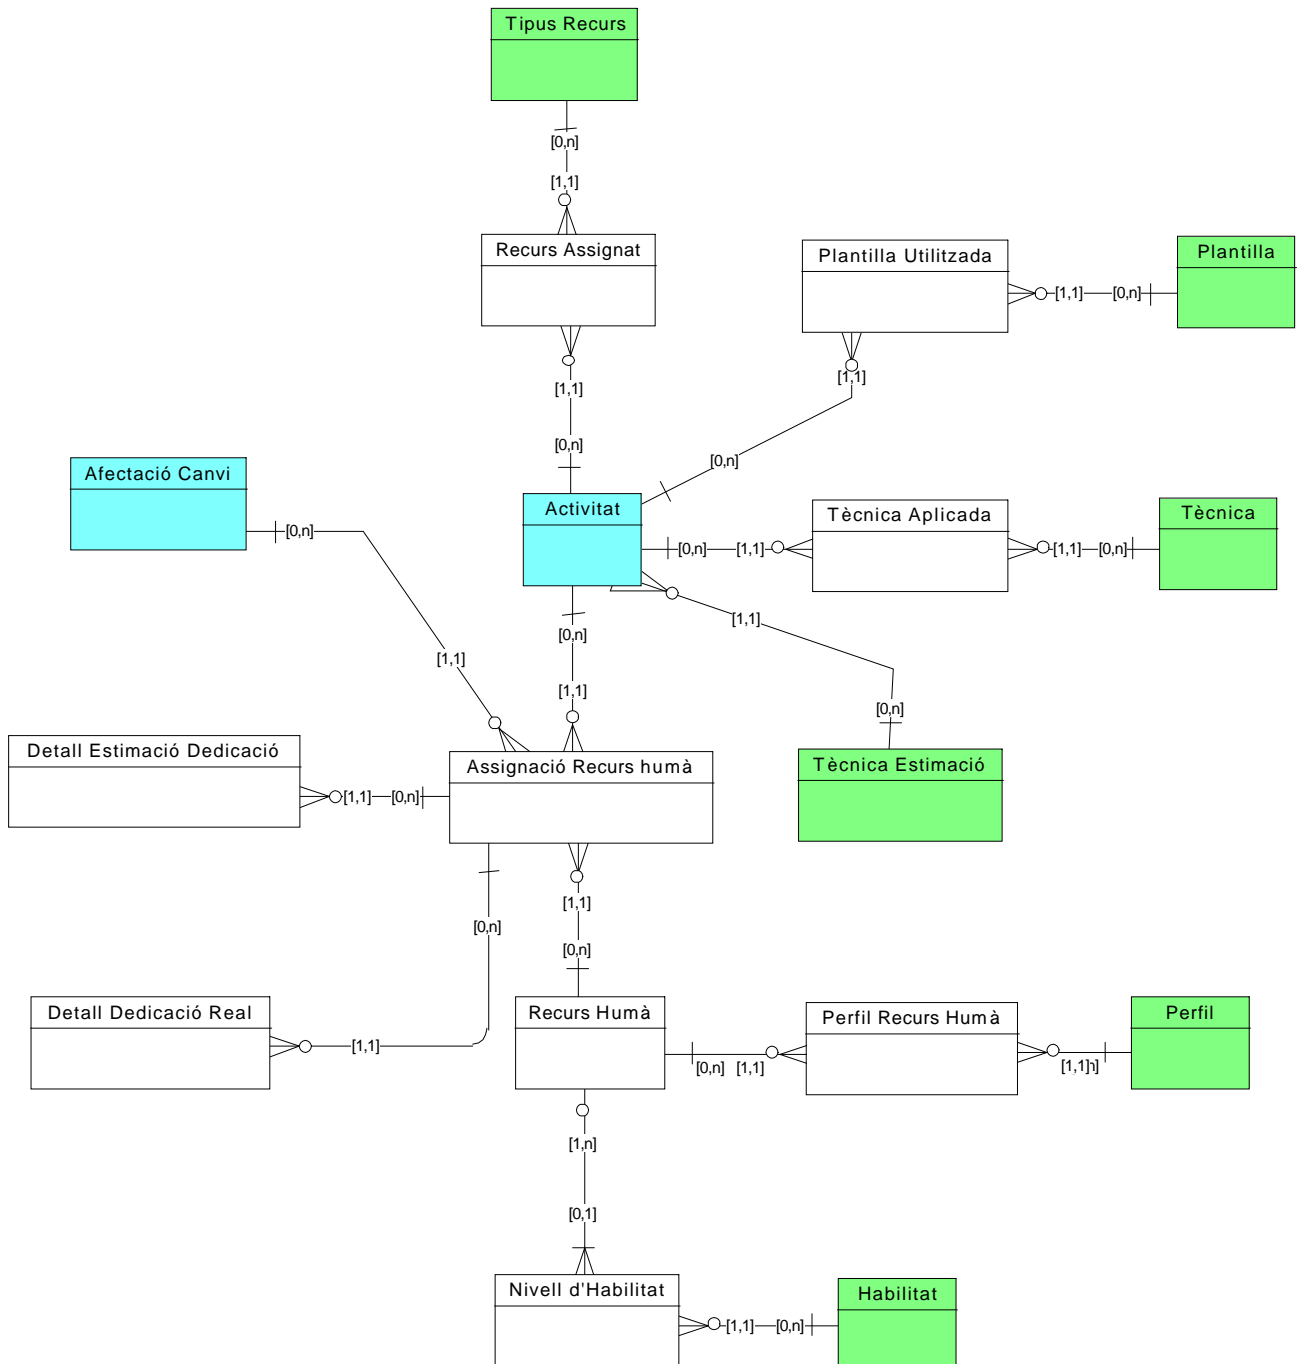 Tipus Recurs
[0,n]
[1,1]
Recurs Assignat
Plantilla Utilitzada
Plantilla
[1,1]
[0,n]
[1,1]
[1,1]
[0,n]
[0,n]
Afectació Canvi
Activitat
Tècnica Aplicada
Tècnica
[0,n]
[0,n]
[1,1]
[1,1]
[0,n]
[1,1]
[0,n]
[1,1]
[1,1]
[0,n]
Detall Estimació Dedicació
Assignació Recurs humà
Tècnica Estimació
[1,1]
[0,n]
[1,1]
[0,n]
[0,n]
Detall Dedicació Real
Recurs Humà
Perfil Recurs Humà
Perfil
[1,1]
[0,n]
[1,1]
[1,1]
[1,n]
[0,1]
Nivell d'Habilitat
Habilitat
[1,1]
[0,n]